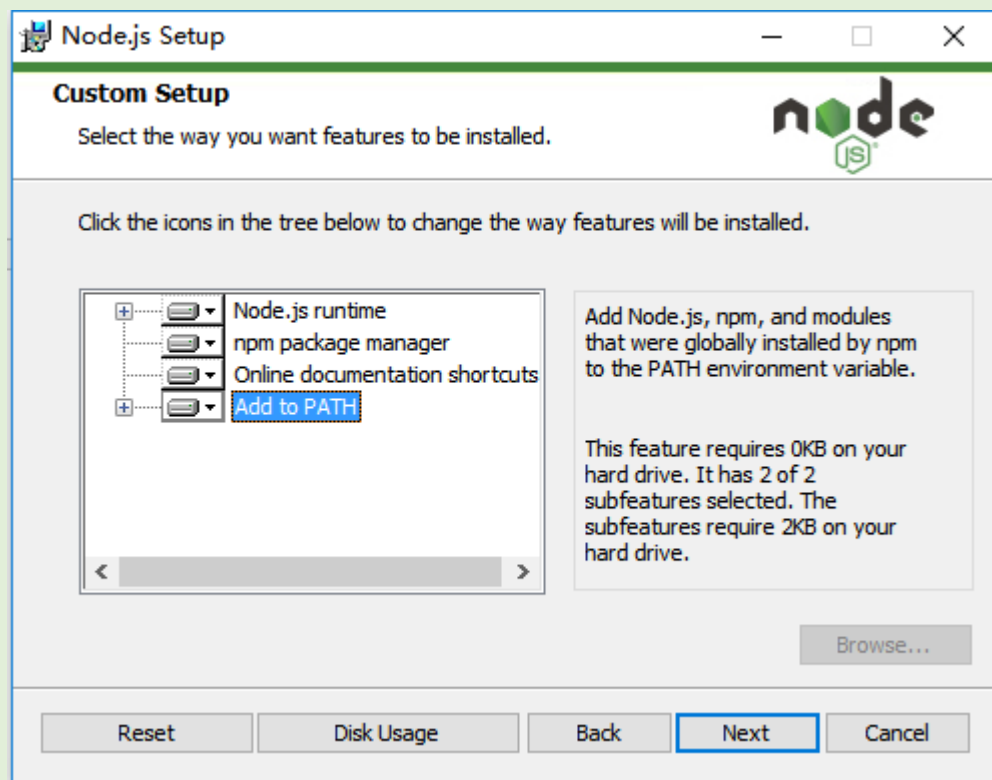 Node.js Setup
Custom Setup
Select the way you want features to be installed.
node
JS
Click the icons in the tree below to change the way features will be installed.
Node.js runtime
npm package manager
Online documentation shortcuts
Add to PATH
Add Node.js, npm, and modules
that were globally installed by npm
to the PATH environment variable.
This feature requires 0KB on your
hard drive. It has 2 of 2
subfeatures selected. The
subfeatures require 2KB on your
hard drive.
Browse...
Reset
Disk Usage
Back
Next
Cancel